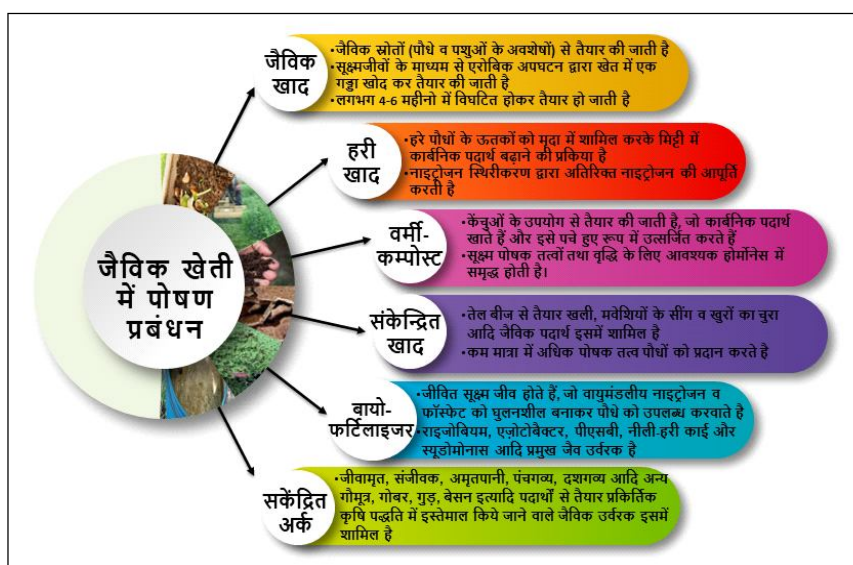 जैविक खेती
में पोषण
प्रबंधन
जैविक
खाद
•जैविक स्रोतों (पौधे व पशुओं के अवशेषों) से तैयार की जाती है
•सूक्ष्मजीवों के माध्यम से एरोबिक अपघटन द्वारा खेत में एक
गड्ढा खोद कर तैयार की जाती है
•लगभग 4-6 महीनो में विघटित होकर तैयार हो जाती है
हरी
खाद
•हरे पौधों के ऊतकों को मृदा में शामिल करके मिट्टी में
कार्बनिक पदार्थ बढ़ाने की प्रकिया है
•नाइट्रोजन स्थिरीकरण द्वारा अतिरिक्त नाइट्रोजन की आपूर्ति
करती है
वर्मी-
कम्पोस्ट
•केंचुओं के उपयोग से तैयार की जाती है, जो कार्बनिक पदार्थ
खाते हैं और इसे पचे हुए रूप में उत्सर्जित करते हैं
•सूक्ष्म पोषक तत्वों तथा वृद्धि के लिए आवश्यक होर्मोनेस में
समृद्ध होती है।
संकेन्द्रित
खाद
•तेल बीज से तैयार खली, मवेशियों के सींग व खुरों का चुरा
आदि जैविक पदार्थ इसमें शामिल है
•कम मात्रा में अधिक पोषक तत्व पौधों को प्रदान करते है
बायो-
फर्टिलाइजर
•जीवित सूक्ष्म जीव होते हैं, जो वायुमंडलीय नाइट्रोजन व
फॉस्फेट को घुलनशील बनाकर पौधे को उपलब्ध करवाते है
•राइजोबियम, एज़ोटोबैक्टर, पीएसबी, नीली-हरी काई और
स्यूडोमोनास आदि प्रमुख जैव उर्वरक है
सकेंद्रित
अर्क
•जीवामृत, संजीवक, अमृतपानी, पंचगव्य, दशगव्य आदि अन्य
गौमूत्र, गोबर, गुड़, बेसन इत्यादि पदार्थों से तैयार प्रकिर्तिक
कृषि पद्धति में इस्तेमाल किये जाने वाले जैविक उर्वरक इसमें
शामिल है